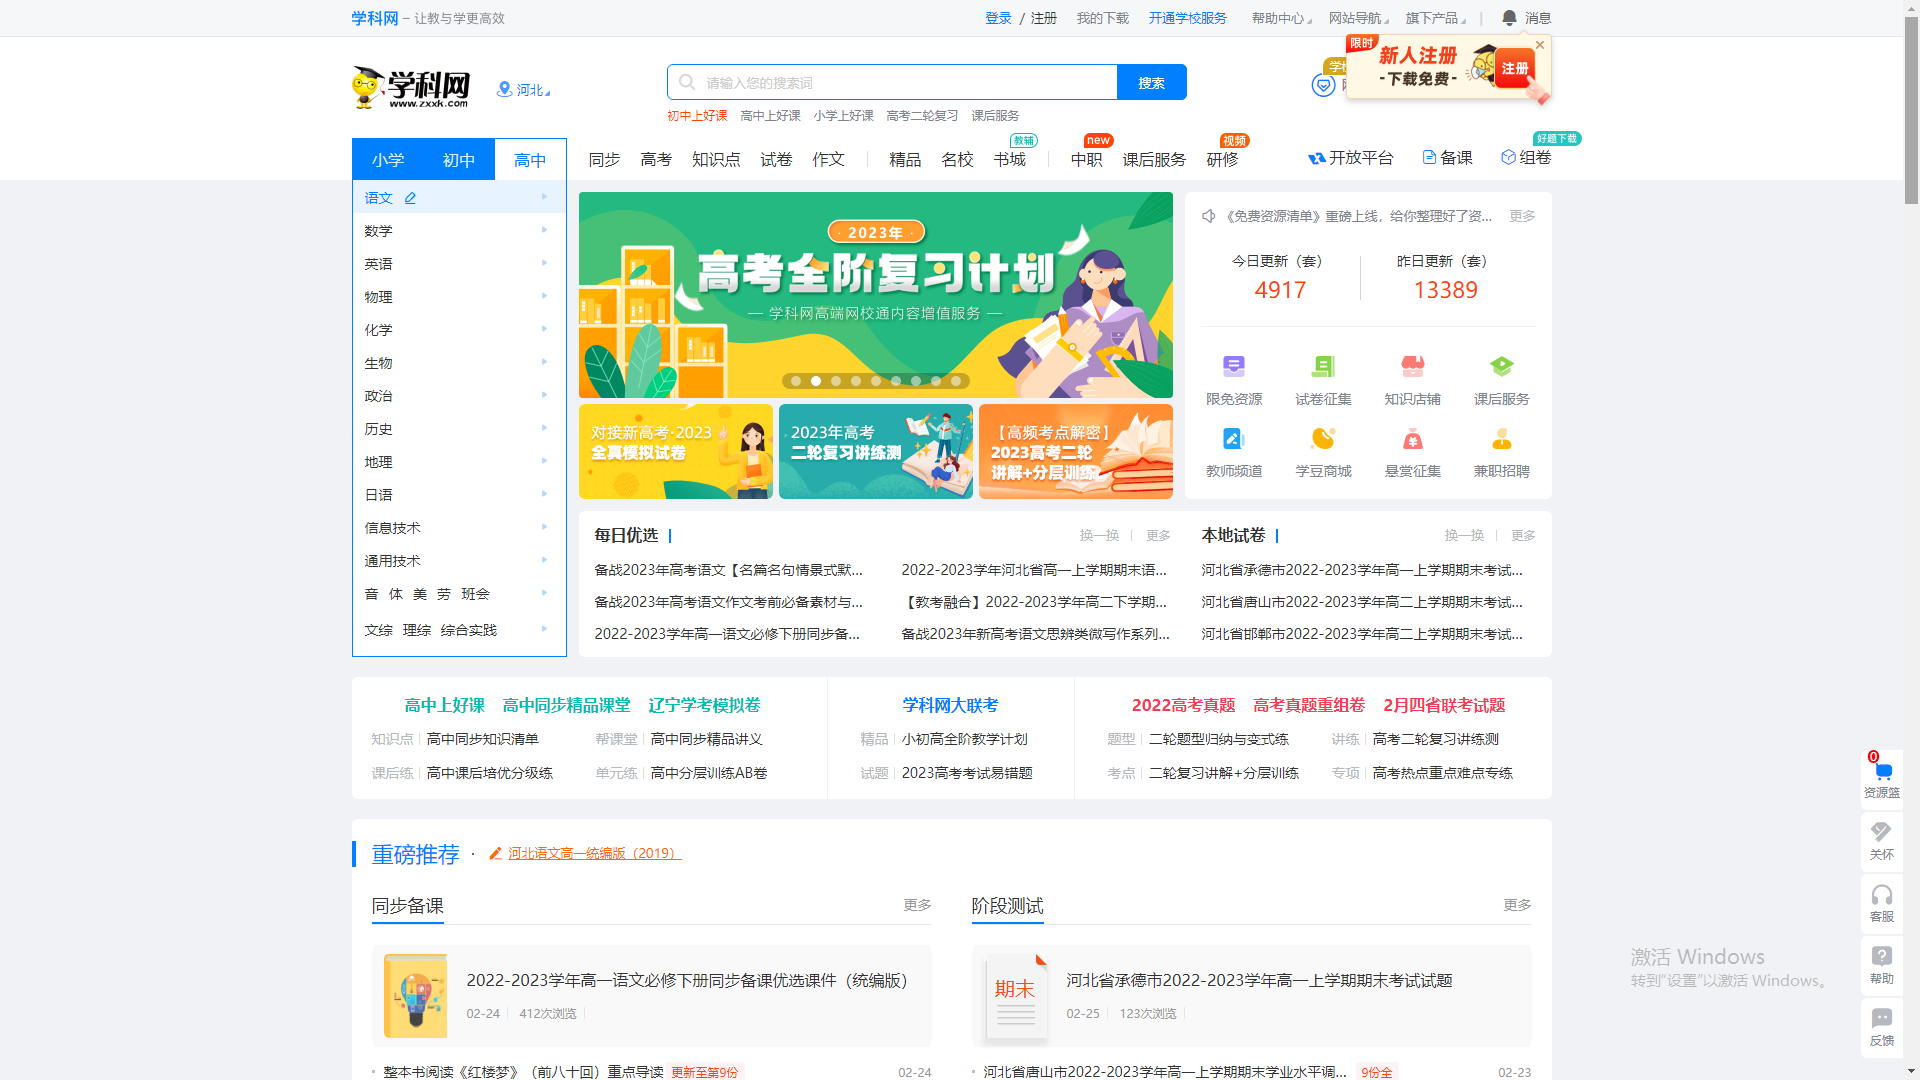 学科网 – 让教与学更高效
登录 / 注册 我的下载 开通学校服务 帮助中心 网站导航 旗下产品 消息
限时 新人注册 -下载免费- 注册
学科网 www.zxxk.com 河北
请输入您的搜索词 搜索
初中上好课 高中上好课 小学上好课 高考二轮复习 课后服务
小学 初中 高中
同步 高考 知识点 试卷 作文 精品 名校 书城 教辅 中职 new 课后服务 研修 视频
开放平台 备课 组卷 好题下载
语文
数学
英语
物理
化学
生物
政治
历史
地理
日语
信息技术
通用技术
音 体 美 劳 班会
文综 理综 综合实践
· 2023年 ·
高考全阶复习计划
— 学科网高端网校通内容增值服务 —
对接新高考·2023
全真模拟试卷
2023年高考
二轮复习讲练测
【高频考点解密】
2023高考二轮
讲解+分层训练
《免费资源清单》重磅上线，给你整理好了资... 更多
今日更新（套） 昨日更新（套）
4917 13389
限免资源 试卷征集 知识店铺 课后服务
教师频道 学豆商城 悬赏征集 兼职招聘
每日优选 换一换 更多
备战2023年高考语文【名篇名句情景式默... 2022-2023学年河北省高一上学期期末语...
备战2023年高考语文作文考前必备素材与... 【教考融合】2022-2023学年高二下学期...
2022-2023学年高一语文必修下册同步备... 备战2023年新高考语文思辨类微写作系列...
本地试卷 换一换 更多
河北省承德市2022-2023学年高一上学期期末考试...
河北省唐山市2022-2023学年高二上学期期末考试...
河北省邯郸市2022-2023学年高二上学期期末考试...
高中上好课 高中同步精品课堂 辽宁学考模拟卷
知识点 高中同步知识清单 帮课堂 高中同步精品讲义
课后练 高中课后培优分级练 单元练 高中分层训练AB卷
学科网大联考
精品 小初高全阶教学计划
试题 2023高考考试易错题
2022高考真题 高考真题重组卷 2月四省联考试题
题型 二轮题型归纳与变式练 讲练 高考二轮复习讲练测
考点 二轮复习讲解+分层训练 专项 高考热点重点难点专练
重磅推荐 · 河北语文高一统编版（2019）
同步备课 更多
2022-2023学年高一语文必修下册同步备课优选课件（统编版）
02-24 412次浏览
整本书阅读《红楼梦》（前八十回）重点导读 更新至第9份 02-24
阶段测试 更多
期末
河北省承德市2022-2023学年高一上学期期末考试试题
02-25 123次浏览
河北省唐山市2022-2023学年高一上学期期末学业水平调... 9份全 02-23
0
资源篮
关怀
客服
帮助
反馈
激活 Windows
转到“设置”以激活 Windows。